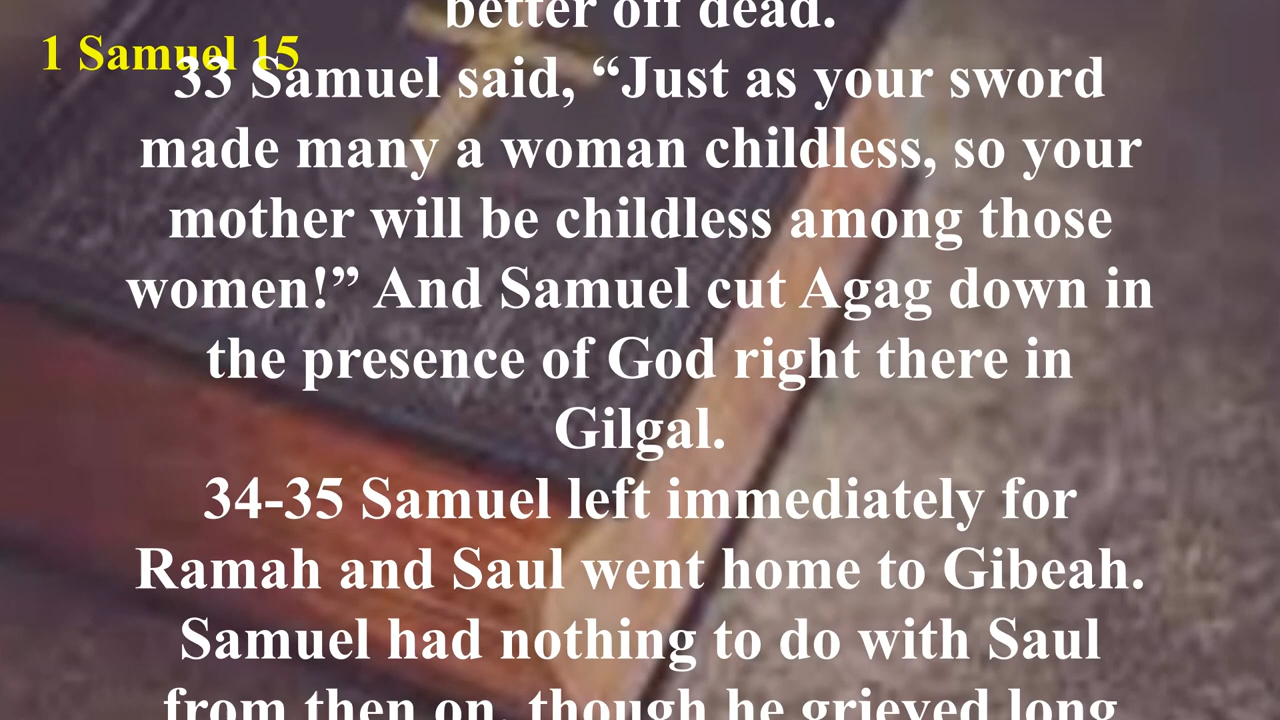 better off dead.
1 Samuel 15
33 Samuel said, “Just as your sword
made many a woman childless, so your
mother will be childless among those
women!” And Samuel cut Agag down in
the presence of God right there in
Gilgal.
34-35 Samuel left immediately for
Ramah and Saul went home to Gibeah.
Samuel had nothing to do with Saul
from then on, though he grieved long